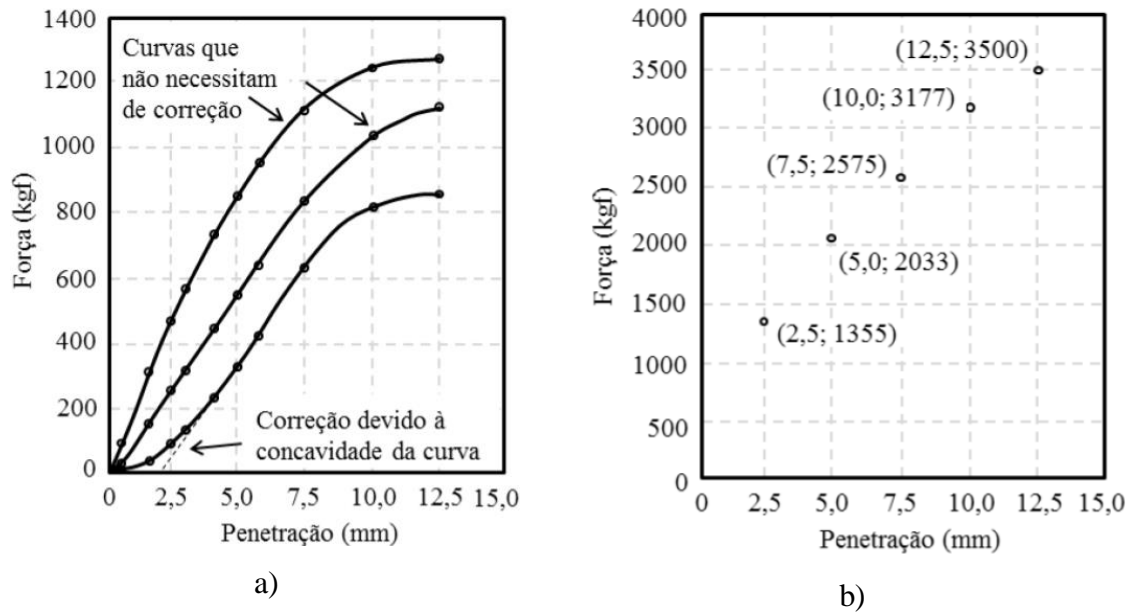 1400
1200
1000
800
600
400
200
0
Força (kgf)
Curvas que
não necessitam
de correção
Correção devido à
concavidade da curva
0 2,5 5,0 7,5 10,0 12,5 15,0
Penetração (mm)
a)
4000
3500
3000
2500
2000
1500
1000
500
0
Força (kgf)
(12,5; 3500)
(10,0; 3177)
(7,5; 2575)
(5,0; 2033)
(2,5; 1355)
0 2,5 5,0 7,5 10,0 12,5 15,0
Penetração (mm)
b)